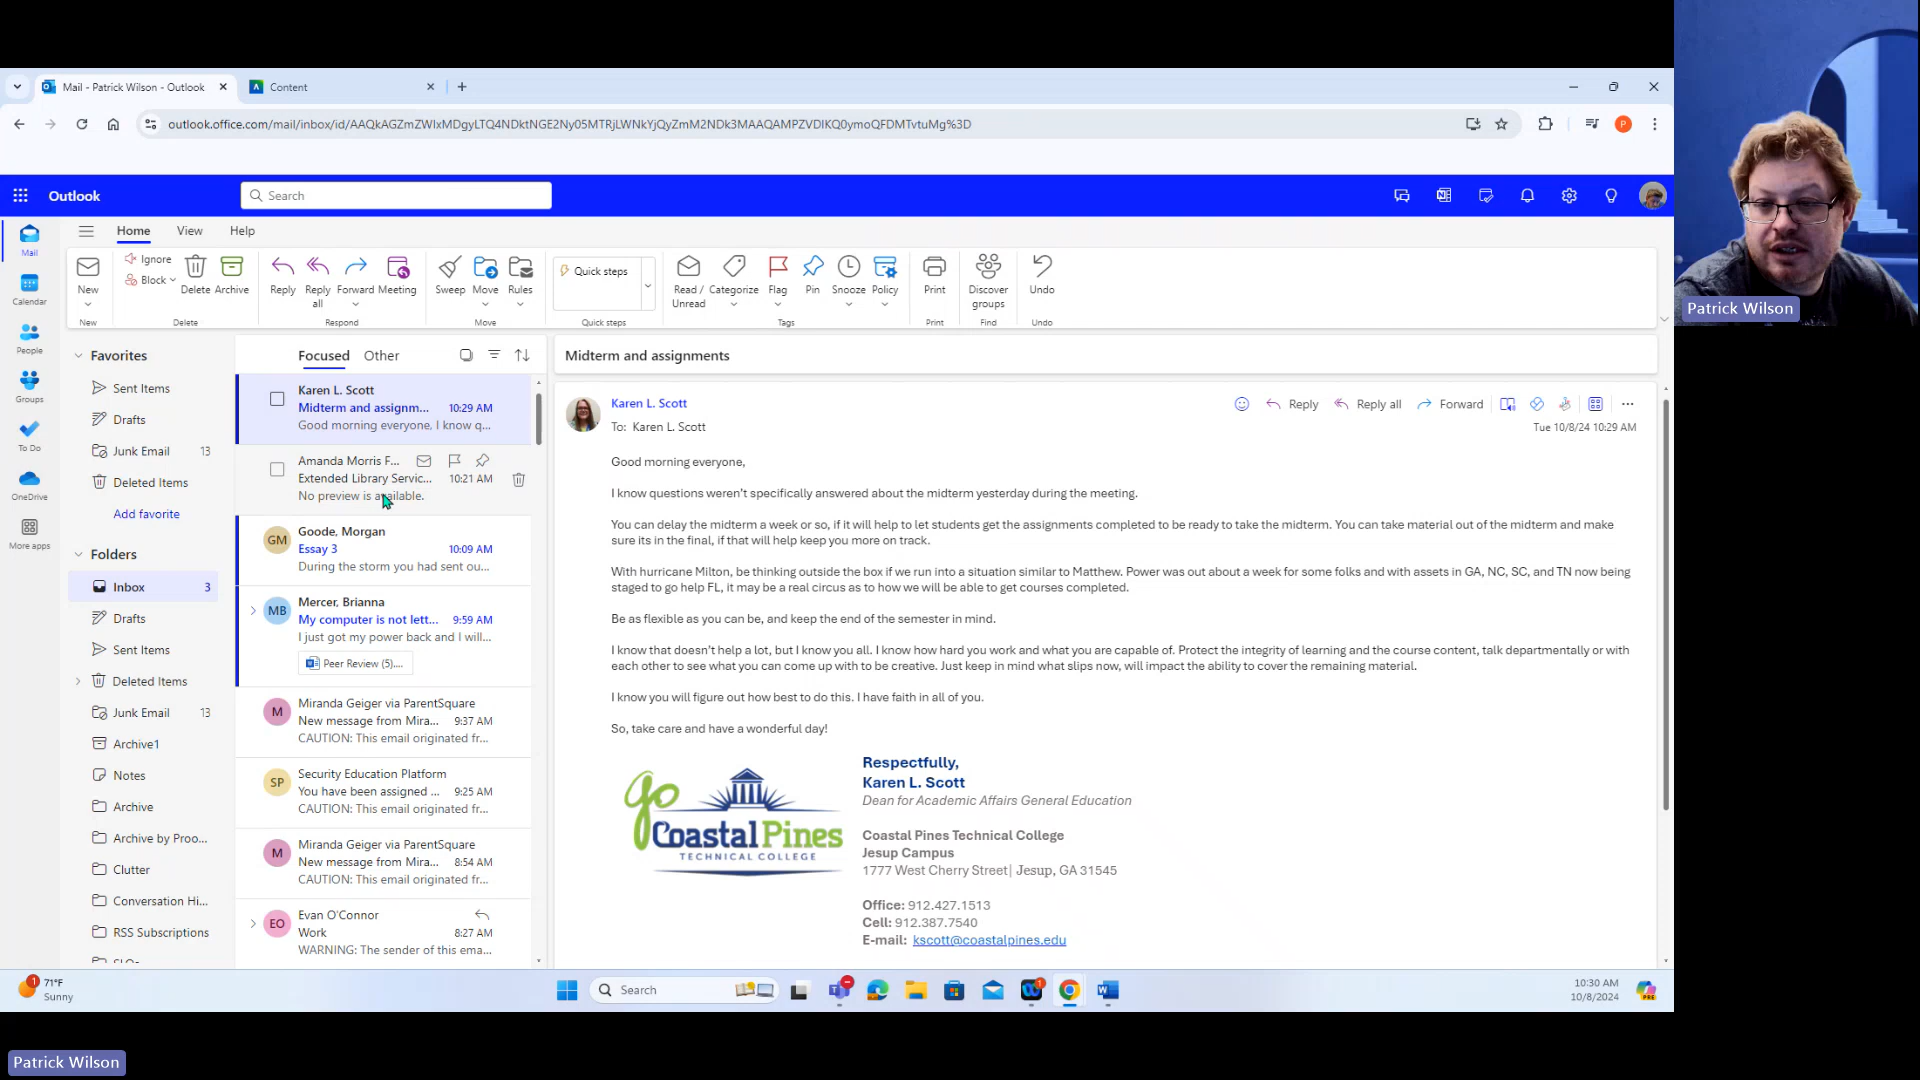 Mail - Patrick Wilson - Outlook
Content
outlook.office.com/mail/inbox/id/AAQkAGZmZWIxMDgyLTQ4NDktNGE2Ny05MTRjLWNkYjQyZmM2NDk3MAAQAMPZVDIKQ0ymoQFDMTvtuMg%3D
P
Outlook
Search
Home View Help
Mail
Calendar
People
Groups
To Do
OneDrive
More apps
New
Ignore
Block
Delete
Archive
Reply
Reply all
Forward
Meeting
Sweep
Move
Rules
Quick steps
Read / Unread
Categorize
Flag
Pin
Snooze
Policy
Print
Discover groups
Undo
New
Delete
Respond
Move
Quick steps
Tags
Print
Find
Undo
Favorites
Sent Items
Drafts
Junk Email 13
Deleted Items
Add favorite
Folders
Inbox 3
Drafts
Sent Items
Deleted Items
Junk Email 13
Archive1
Notes
Archive
Archive by Proo...
Clutter
Conversation Hi...
RSS Subscriptions
Focused Other
Karen L. Scott
Midterm and assignm... 10:29 AM
Good morning everyone, I know q...
Amanda Morris F...
Extended Library Servic... 10:21 AM
No preview is available.
GM
Goode, Morgan
Essay 3 10:09 AM
During the storm you had sent ou...
MB
Mercer, Brianna
My computer is not lett... 9:59 AM
I just got my power back and I will...
Peer Review (5)....
M
Miranda Geiger via ParentSquare
New message from Mira... 9:37 AM
CAUTION: This email originated fr...
SP
Security Education Platform
You have been assigned ... 9:25 AM
CAUTION: This email originated fr...
M
Miranda Geiger via ParentSquare
New message from Mira... 8:54 AM
CAUTION: This email originated fr...
EO
Evan O'Connor
Work 8:27 AM
WARNING: The sender of this ema...
Midterm and assignments
Karen L. Scott
To: Karen L. Scott
Reply Reply all Forward
Tue 10/8/24 10:29 AM
Good morning everyone,
I know questions weren't specifically answered about the midterm yesterday during the meeting.
You can delay the midterm a week or so, if it will help to let students get the assignments completed to be ready to take the midterm. You can take material out of the midterm and make
sure its in the final, if that will help keep you more on track.
With hurricane Milton, be thinking outside the box if we run into a situation similar to Matthew. Power was out about a week for some folks and with assets in GA, NC, SC, and TN now being
staged to go help FL, it may be a real circus as to how we will be able to get courses completed.
Be as flexible as you can be, and keep the end of the semester in mind.
I know that doesn't help a lot, but I know you all. I know how hard you work and what you are capable of. Protect the integrity of learning and the course content, talk departmentally or with
each other to see what you can come up with to be creative. Just keep in mind what slips now, will impact the ability to cover the remaining material.
I know you will figure out how best to do this. I have faith in all of you.
So, take care and have a wonderful day!
go
Coastal Pines
TECHNICAL COLLEGE
Respectfully,
Karen L. Scott
Dean for Academic Affairs General Education
Coastal Pines Technical College
Jesup Campus
1777 West Cherry Street| Jesup, GA 31545
Office: 912.427.1513
Cell: 912.387.7540
E-mail: kscott@coastalpines.edu
1
71°F
Sunny
Search
1
10:30 AM
10/8/2024
PRE
Patrick Wilson
Patrick Wilson